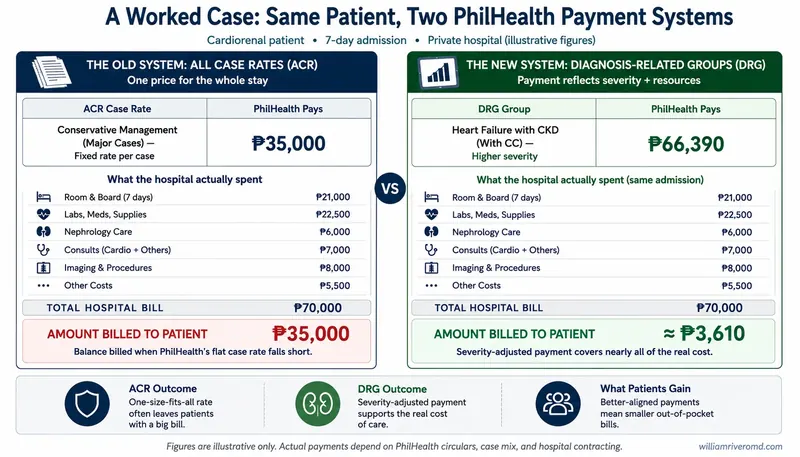 A Worked Case: Same Patient, Two PhilHealth Payment Systems
Cardiorenal patient • 7-day admission • Private hospital (illustrative figures)
THE OLD SYSTEM: ALL CASE RATES (ACR)
One price for the whole stay
ACR Case Rate
PhilHealth Pays
Conservative Management
(Major Cases) —
Fixed rate per case
₱35,000
What the hospital actually spent
Room & Board (7 days) ₱21,000
Labs, Meds, Supplies ₱22,500
Nephrology Care ₱6,000
Consults (Cardio + Others) ₱7,000
Imaging & Procedures ₱8,000
Other Costs ₱5,500
TOTAL HOSPITAL BILL ₱70,000
AMOUNT BILLED TO PATIENT ₱35,000
Balance billed when PhilHealth's flat case rate falls short.
VS
THE NEW SYSTEM: DIAGNOSIS-RELATED GROUPS (DRG)
Payment reflects severity + resources
DRG Group
PhilHealth Pays
Heart Failure with CKD
(With CC) —
Higher severity
₱66,390
What the hospital actually spent (same admission)
Room & Board (7 days) ₱21,000
Labs, Meds, Supplies ₱22,500
Nephrology Care ₱6,000
Consults (Cardio + Others) ₱7,000
Imaging & Procedures ₱8,000
Other Costs ₱5,500
TOTAL HOSPITAL BILL ₱70,000
AMOUNT BILLED TO PATIENT ≈ ₱3,610
Severity-adjusted payment covers nearly all of the real cost.
ACR Outcome
One-size-fits-all rate
often leaves patients
with a big bill.
DRG Outcome
Severity-adjusted payment
supports the real cost
of care.
What Patients Gain
Better-aligned payments
mean smaller out-of-pocket
bills.
Figures are illustrative only. Actual payments depend on PhilHealth circulars, case mix, and hospital contracting.
williamriveromd.com